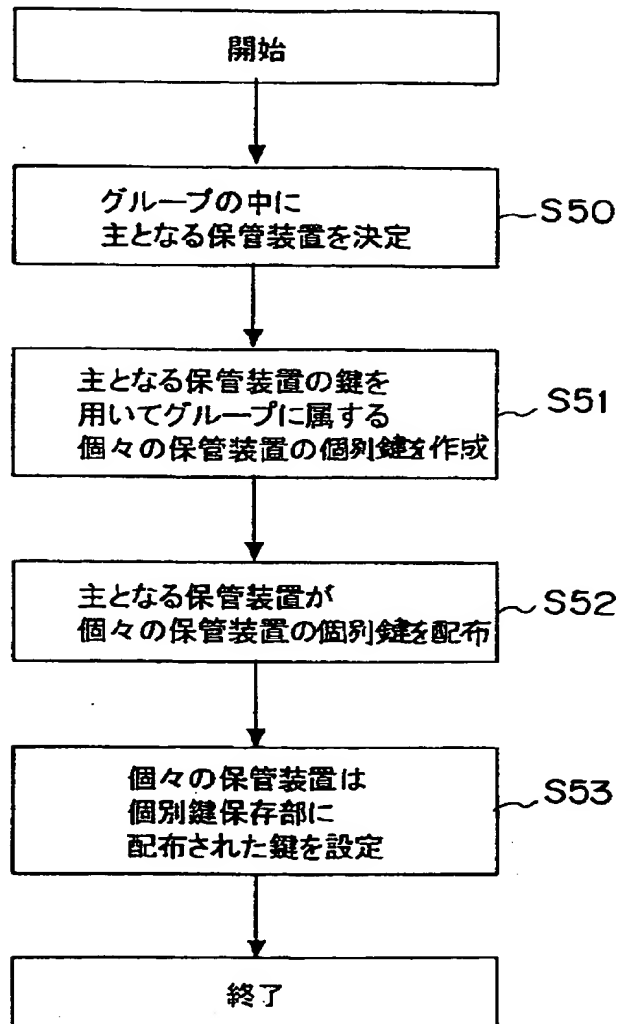 開始
グループの中に
主となる保管装置を決定
S50
主となる保管装置の鍵を
用いてグループに属する
個々の保管装置の個別鍵を作成
S51
主となる保管装置が
個々の保管装置の個別鍵を配布
S52
個々の保管装置は
個別鍵保存部に
配布された鍵を設定
S53
終了